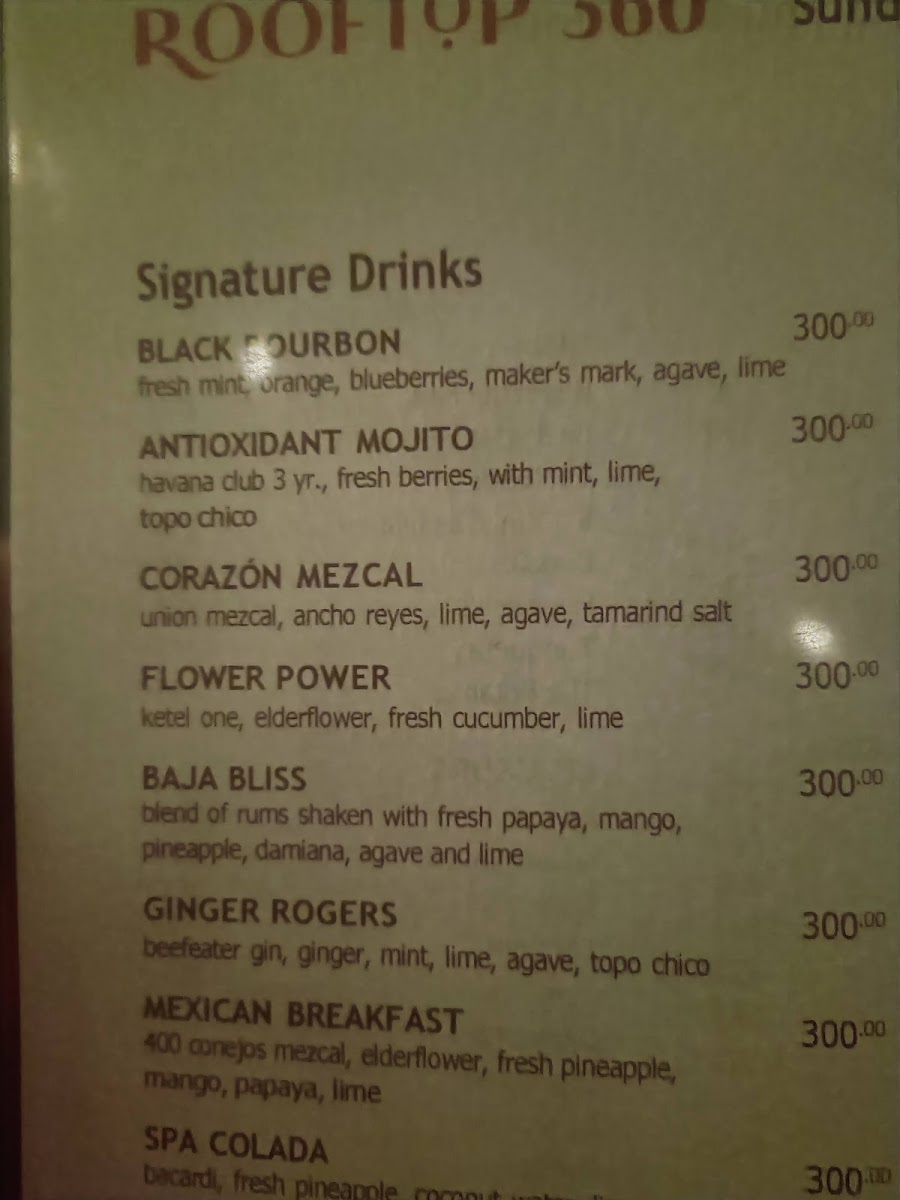 ROOFTOP 360
Sund
Signature Drinks
BLACK BOURBON 300.00
fresh mint, orange, blueberries, maker's mark, agave, lime
ANTIOXIDANT MOJITO 300.00
havana club 3 yr., fresh berries, with mint, lime,
topo chico
CORAZÓN MEZCAL 300.00
union mezcal, ancho reyes, lime, agave, tamarind salt
FLOWER POWER 300.00
ketel one, elderflower, fresh cucumber, lime
BAJA BLISS 300.00
blend of rums shaken with fresh papaya, mango,
pineapple, damiana, agave and lime
GINGER ROGERS 300.00
beefeater gin, ginger, mint, lime, agave, topo chico
MEXICAN BREAKFAST 300.00
400 conejos mezcal, elderflower, fresh pineapple,
mango, papaya, lime
SPA COLADA 300.00
bacardi, fresh pineapple, coconut water,